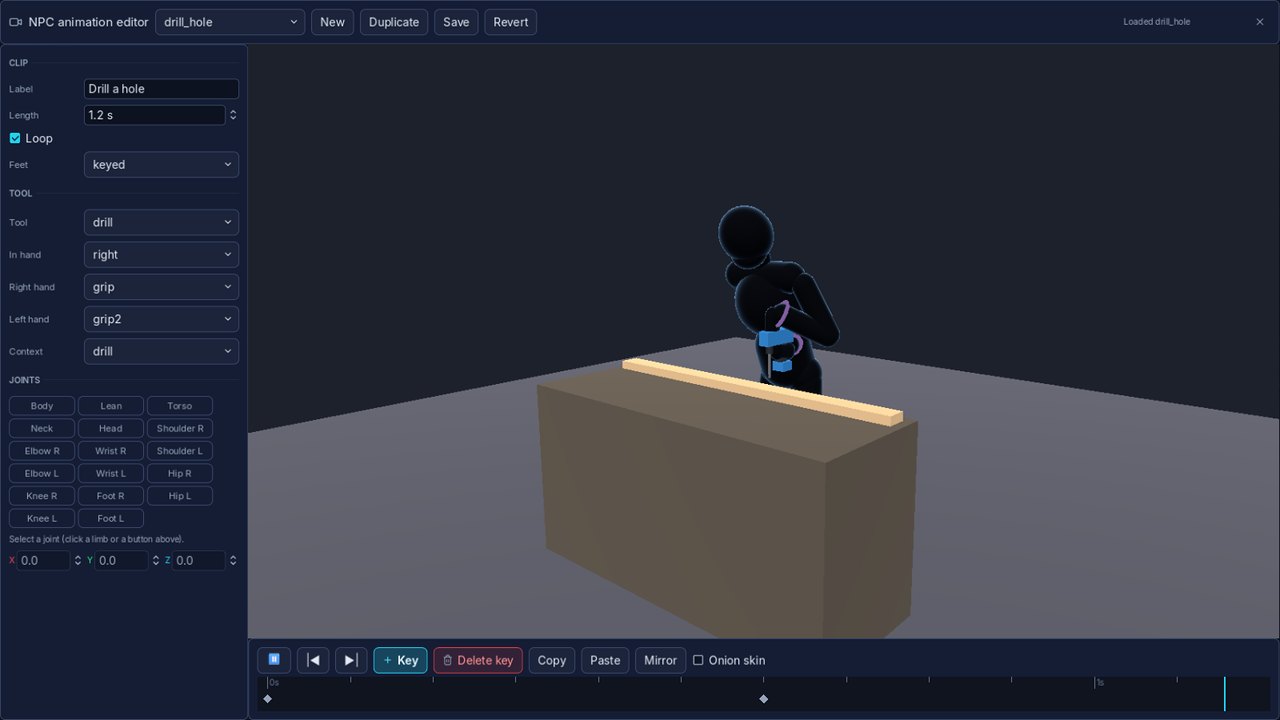 NPC animation editor drill_hole New Duplicate Save Revert Loaded drill_hole
CLIP
Label Drill a hole
Length 1.2 s
Loop
Feet keyed
TOOL
Tool drill
In hand right
Right hand grip
Left hand grip2
Context drill
JOINTS
Body Lean Torso
Neck Head Shoulder R
Elbow R Wrist R Shoulder L
Elbow L Wrist L Hip R
Knee R Foot R Hip L
Knee L Foot L
Select a joint (click a limb or a button above).
X 0.0 Y 0.0 Z 0.0
+ Key Delete key Copy Paste Mirror Onion skin
0s 1s